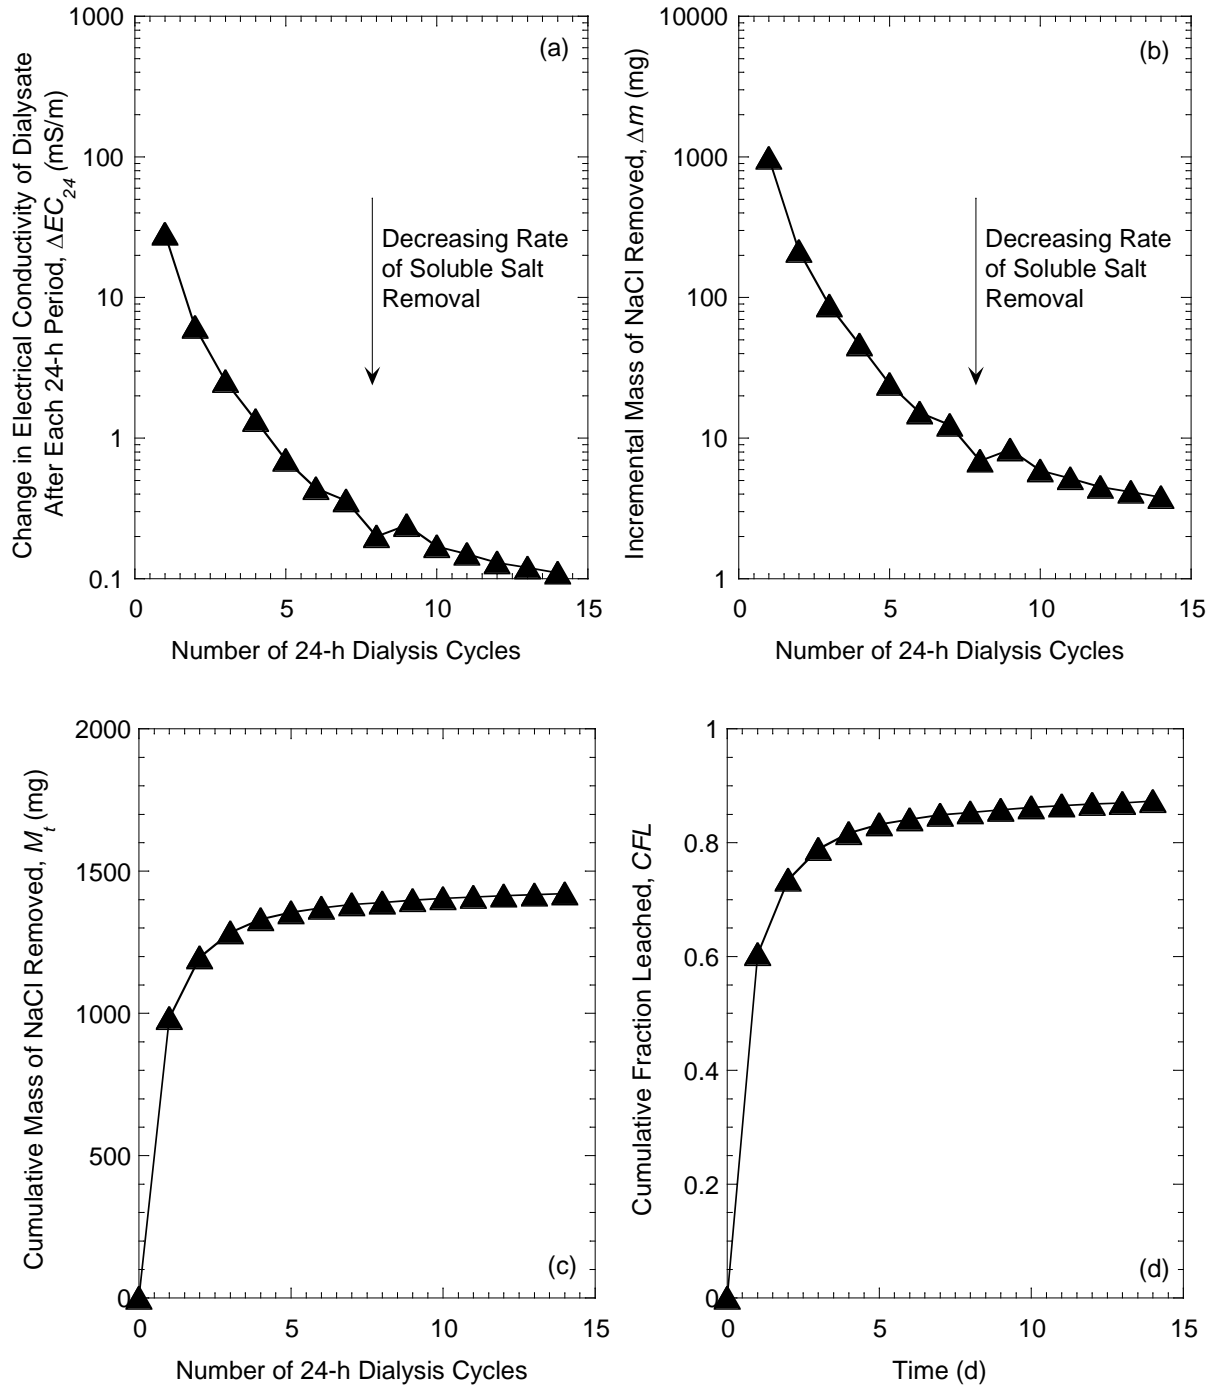 Change in Electrical Conductivity of Dialysate
After Each 24-h Period, ΔEC24 (mS/m)
1000
100
10
1
0.1
(a)
Decreasing Rate
of Soluble Salt
Removal
0 5 10 15
Number of 24-h Dialysis Cycles
Incremental Mass of NaCl Removed, Δm (mg)
10000
1000
100
10
1
(b)
Decreasing Rate
of Soluble Salt
Removal
0 5 10 15
Number of 24-h Dialysis Cycles
Cumulative Mass of NaCl Removed, Mt (mg)
2000
1500
1000
500
0
(c)
0 5 10 15
Number of 24-h Dialysis Cycles
Cumulative Fraction Leached, CFL
1
0.8
0.6
0.4
0.2
0
(d)
0 5 10 15
Time (d)